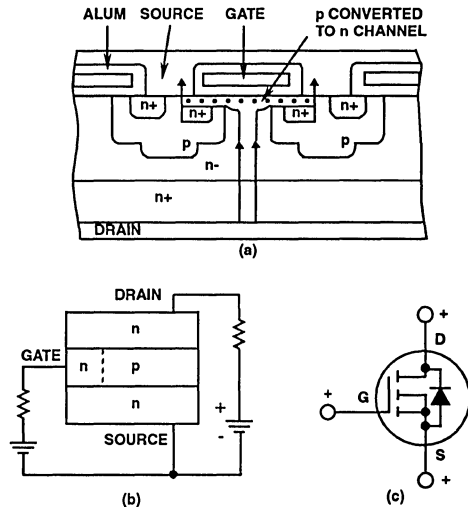 ALUM SOURCE GATE p CONVERTED
TO n CHANNEL
n+ n+ n+ n+
p
n-
n+
DRAIN
(a)
DRAIN
n
GATE
n p
n
SOURCE
+
-
(b)
+
D
+
G
S
+
(c)